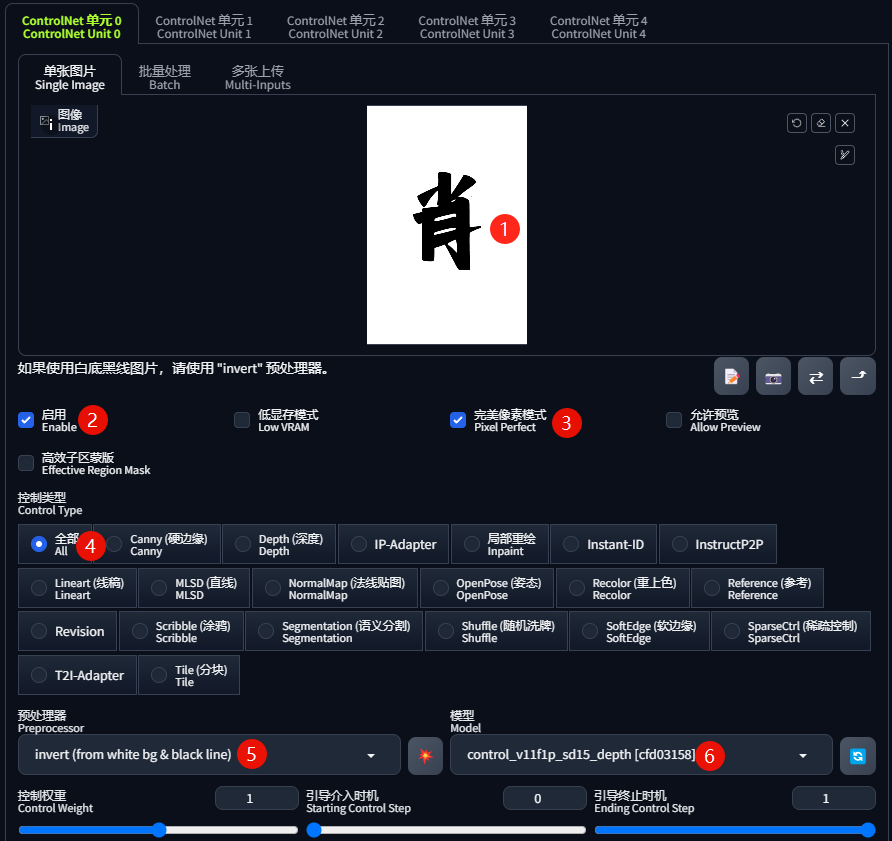 ControlNet 单元 0
ControlNet Unit 0
ControlNet 单元 1
ControlNet Unit 1
ControlNet 单元 2
ControlNet Unit 2
ControlNet 单元 3
ControlNet Unit 3
ControlNet 单元 4
ControlNet Unit 4
单张图片
Single Image
批量处理
Batch
多张上传
Multi-Inputs
图像
Image
肖
1
如果使用白底黑线图片，请使用 "invert" 预处理器。
启用
Enable
2
低显存模式
Low VRAM
完美像素模式
Pixel Perfect
3
允许预览
Allow Preview
高效子区蒙版
Effective Region Mask
控制类型
Control Type
全部
All
4
Canny (硬边缘)
Canny
Depth (深度)
Depth
IP-Adapter
局部重绘
Inpaint
Instant-ID
InstructP2P
Lineart (线稿)
Lineart
MLSD (直线)
MLSD
NormalMap (法线贴图)
NormalMap
OpenPose (姿态)
OpenPose
Recolor (重上色)
Recolor
Reference (参考)
Reference
Revision
Scribble (涂鸦)
Scribble
Segmentation (语义分割)
Segmentation
Shuffle (随机洗牌)
Shuffle
SoftEdge (软边缘)
SoftEdge
SparseCtrl (稀疏控制)
SparseCtrl
T2I-Adapter
Tile (分块)
Tile
预处理器
Preprocessor
invert (from white bg & black line)
5
模型
Model
control_v11f1p_sd15_depth [cfd03158]
6
控制权重
Control Weight
1
引导介入时机
Starting Control Step
0
引导终止时机
Ending Control Step
1